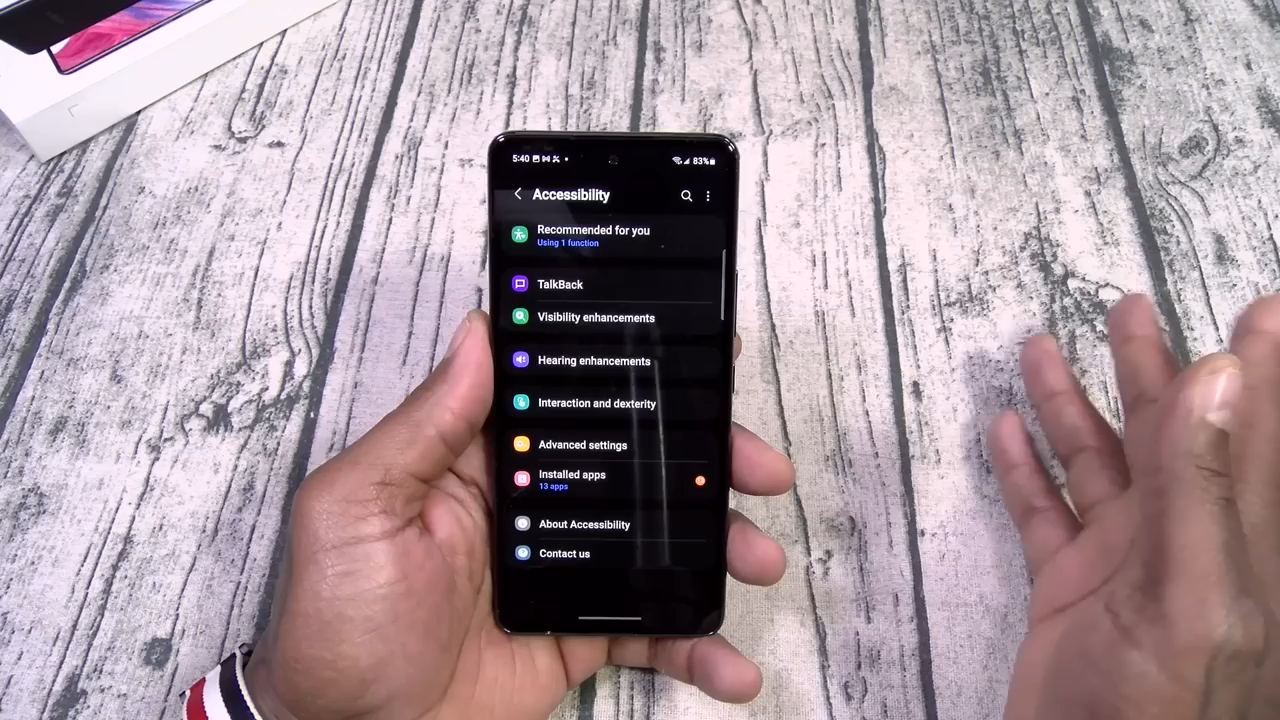 5:40 83%
Accessibility
Recommended for you
Using 1 function
TalkBack
Visibility enhancements
Hearing enhancements
Interaction and dexterity
Advanced settings
Installed apps
13 apps
About Accessibility
Contact us